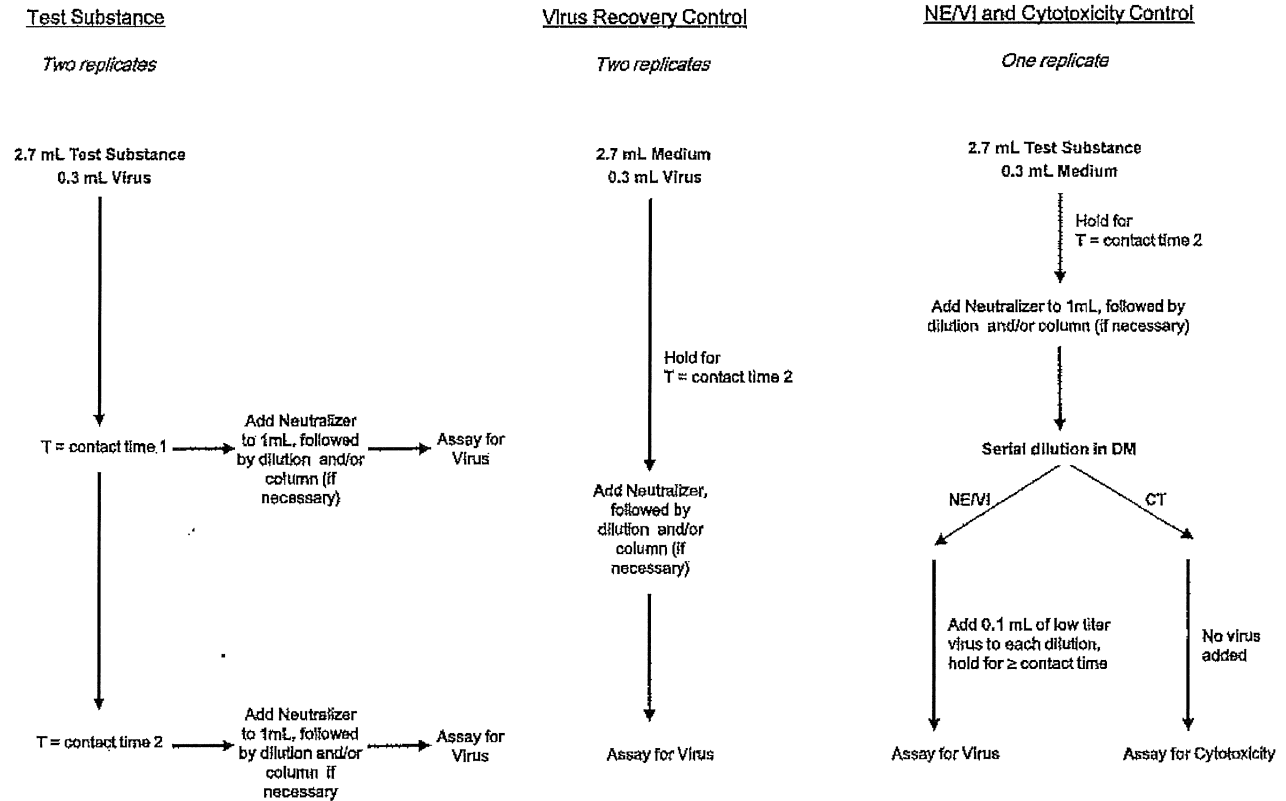 Test Substance
Two replicates
2.7 mL Test Substance
0.3 mL Virus
T = contact time 1
Add Neutralizer
to 1mL, followed
by dilution and/or
column (if
necessary)
Assay for
Virus
T = contact time 2
Add Neutralizer
to 1mL, followed
by dilution and/or
column if
necessary
Assay for
Virus
Virus Recovery Control
Two replicates
2.7 mL Medium
0.3 mL Virus
Hold for
T = contact time 2
Add Neutralizer,
followed by
dilution and/or
column (if
necessary)
Assay for Virus
NE/VI and Cytotoxicity Control
One replicate
2.7 mL Test Substance
0.3 mL Medium
Hold for
T = contact time 2
Add Neutralizer to 1mL, followed by
dilution and/or column (if necessary)
Serial dilution in DM
NE/VI
CT
Add 0.1 mL of low titer
virus to each dilution,
hold for ≥ contact time
No virus
added
Assay for Virus
Assay for Cytotoxicity